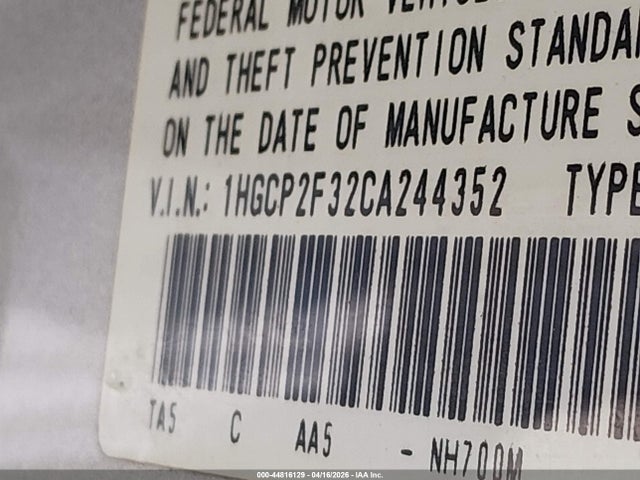 FEDERAL MOTOR
AND THEFT PREVENTION STANDA
ON THE DATE OF MANUFACTURE S
V.I.N.: 1HGCP2F32CA244352 TYPE
TA5 C AA5 - NH700M
000-44816129 - 04/16/2026 - IAA Inc.